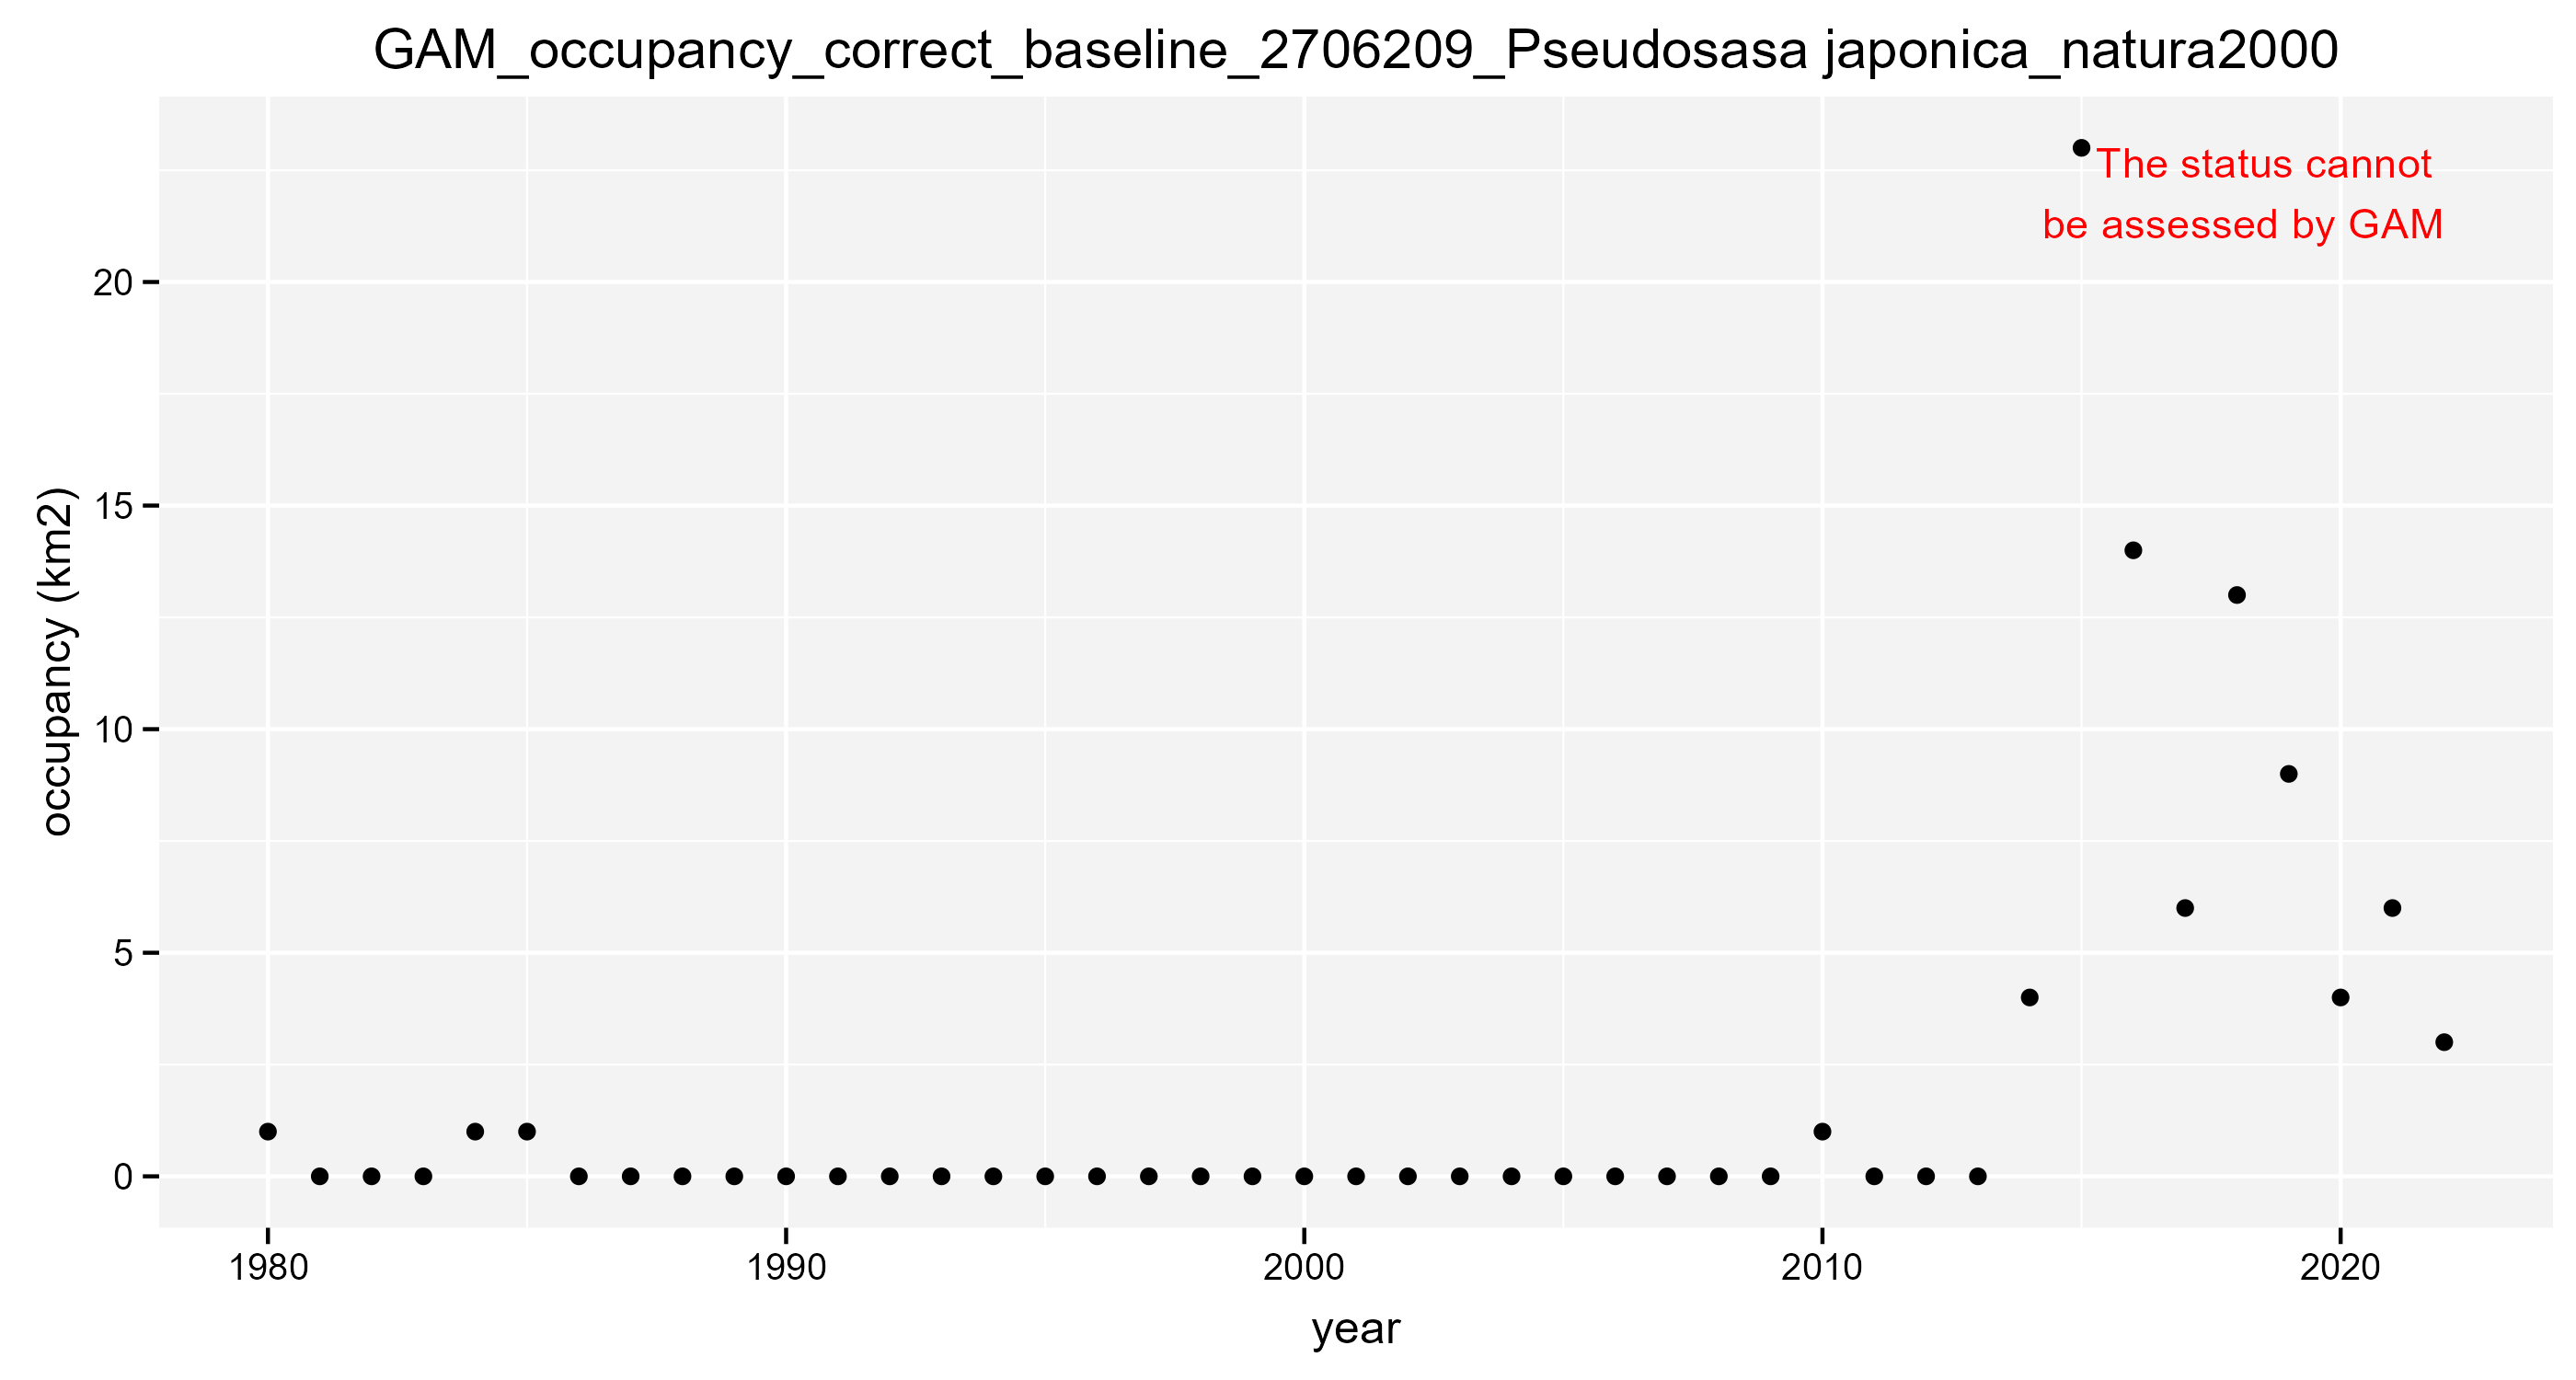 GAM_occupancy_correct_baseline_2706209_Pseudosasa japonica_natura2000
The status cannot
be assessed by GAM
occupancy (km2)
20
15
10
5
0
1980 1990 2000 2010 2020
year